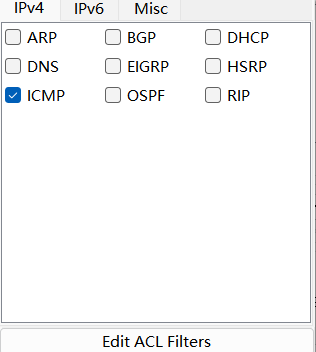 IPv4 IPv6 Misc
ARP BGP DHCP
DNS EIGRP HSRP
ICMP OSPF RIP
Edit ACL Filters